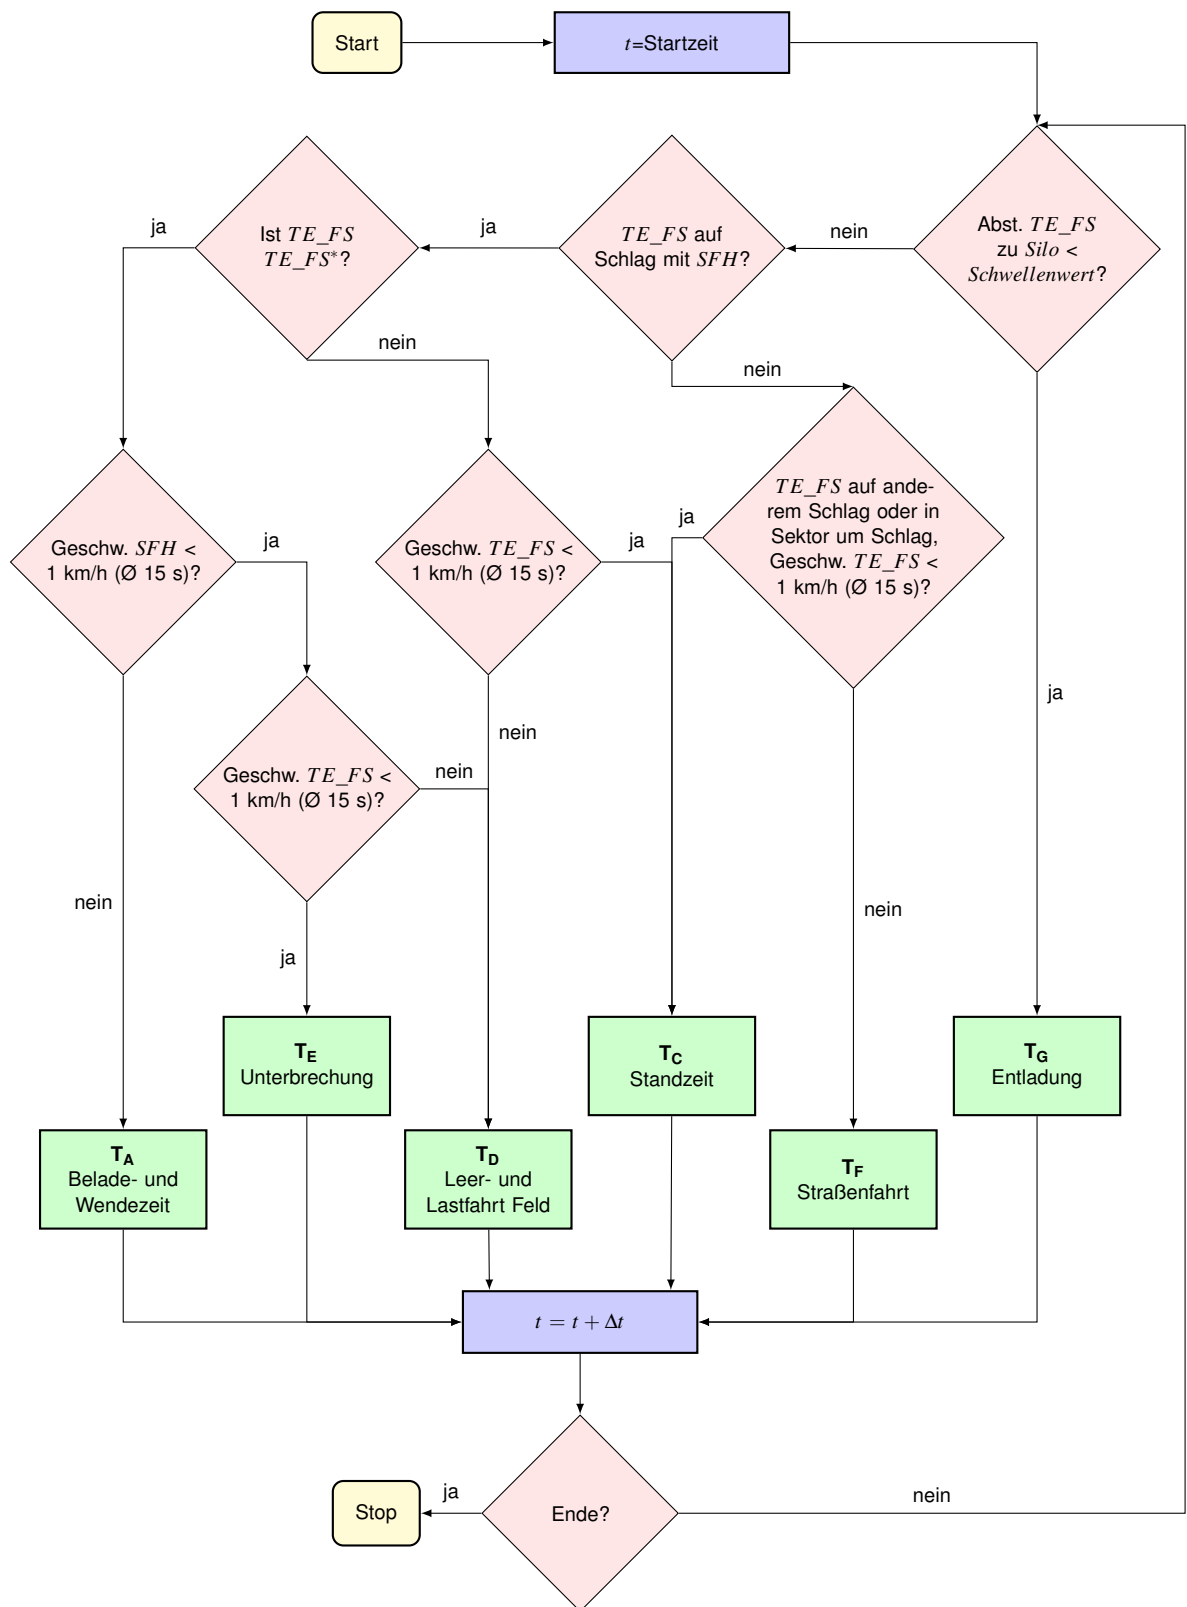 Start
t=Startzeit
Abst. TE_FS
zu Silo <
Schwellenwert?
nein
TE_FS auf
Schlag mit SFH?
ja
Ist TE_FS
TE_FS*?
ja
nein
nein
Geschw. SFH <
1 km/h (Ø 15 s)?
ja
Geschw. TE_FS <
1 km/h (Ø 15 s)?
ja
ja
TE_FS auf ande-
rem Schlag oder in
Sektor um Schlag,
Geschw. TE_FS <
1 km/h (Ø 15 s)?
ja
nein
Geschw. TE_FS <
1 km/h (Ø 15 s)?
nein
nein
nein
ja
T_E
Unterbrechung
T_C
Standzeit
T_G
Entladung
T_A
Belade- und
Wendezeit
T_D
Leer- und
Lastfahrt Feld
T_F
Straßenfahrt
t = t + Δt
Ende?
ja
Stop
nein